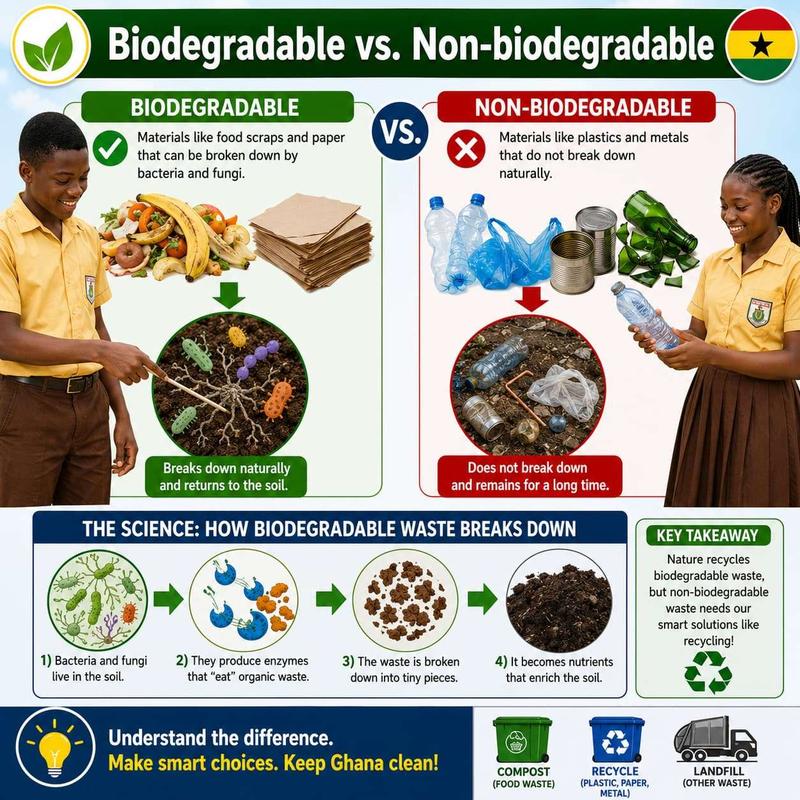 Biodegradable vs. Non-biodegradable
BIODEGRADABLE
Materials like food scraps and paper
that can be broken down by
bacteria and fungi.
VS.
NON-BIODEGRADABLE
Materials like plastics and metals
that do not break down
naturally.
Breaks down naturally
and returns to the soil.
Does not break down
and remains for a long time.
THE SCIENCE: HOW BIODEGRADABLE WASTE BREAKS DOWN
1) Bacteria and fungi
live in the soil.
2) They produce enzymes
that “eat” organic waste.
3) The waste is broken
down into tiny pieces.
4) It becomes nutrients
that enrich the soil.
KEY TAKEAWAY
Nature recycles
biodegradable waste,
but non-biodegradable
waste needs our
smart solutions like
recycling!
Understand the difference.
Make smart choices. Keep Ghana clean!
COMPOST
(FOOD WASTE)
RECYCLE
(PLASTIC, PAPER,
METAL)
LANDFILL
(OTHER WASTE)